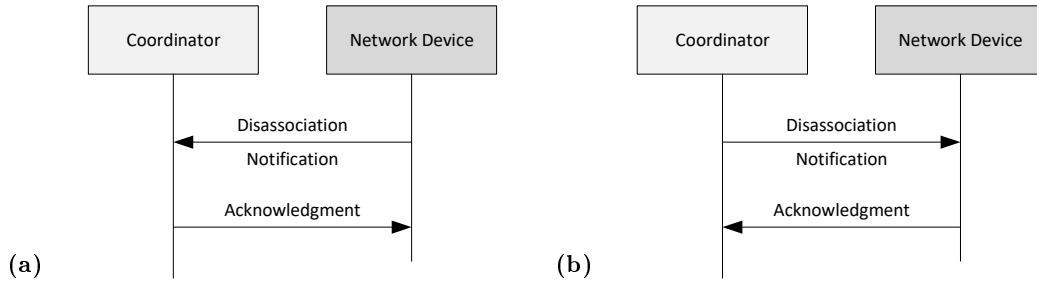 Coordinator
Network Device
Disassociation
Notification
Acknowledgment
(a)
Coordinator
Network Device
Disassociation
Notification
Acknowledgment
(b)